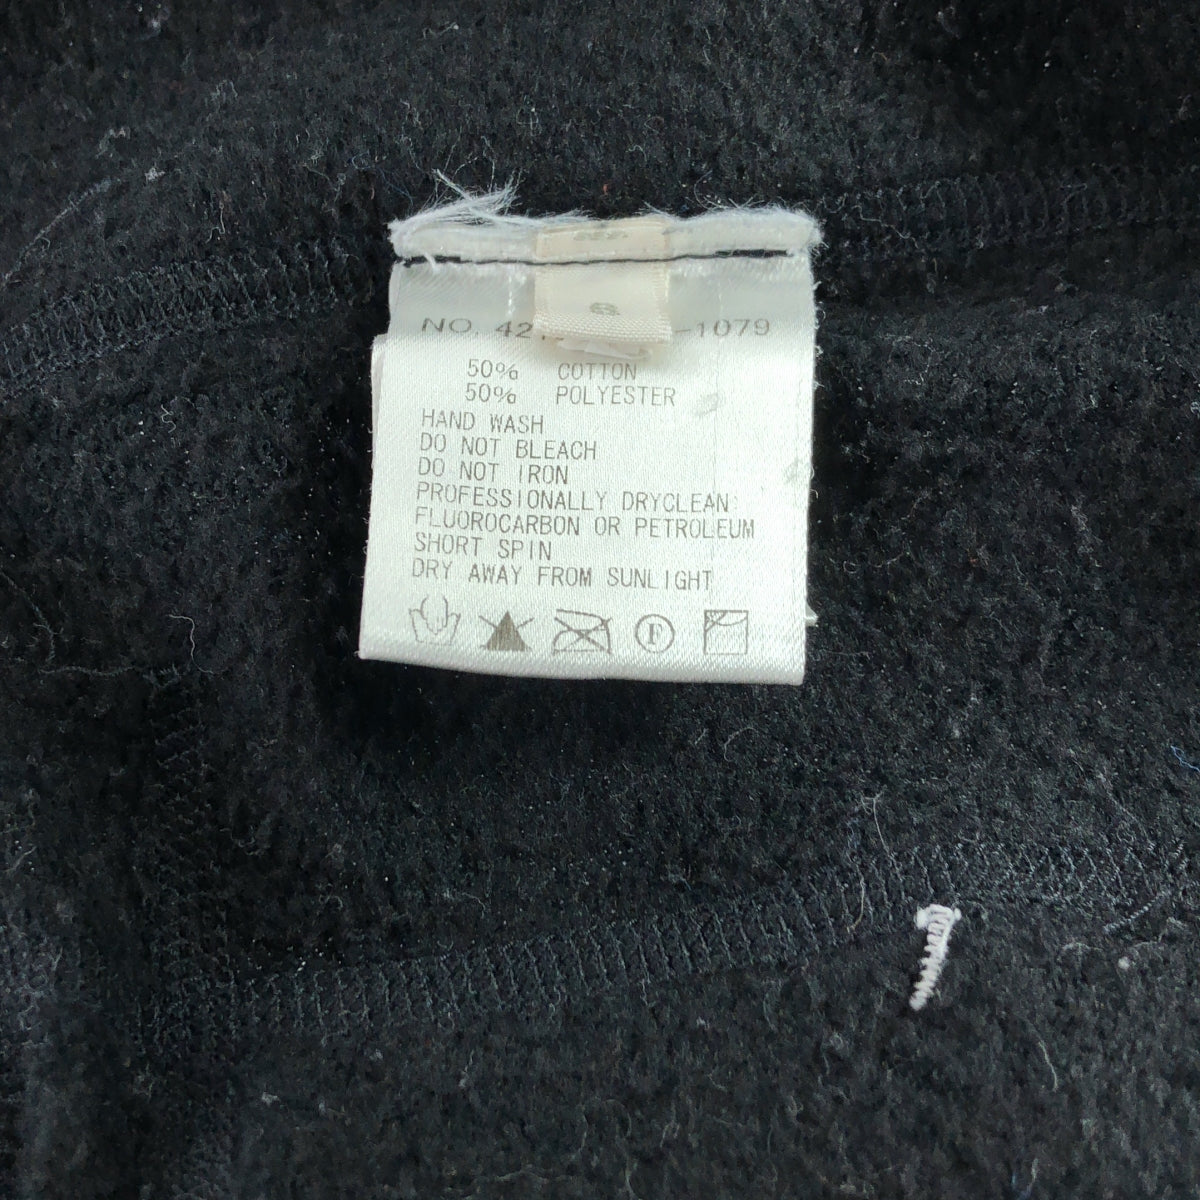 S
NO. 42 -1079
50% COTTON
50% POLYESTER
HAND WASH
DO NOT BLEACH
DO NOT IRON
PROFESSIONALLY DRYCLEAN:
FLUOROCARBON OR PETROLEUM
SHORT SPIN
DRY AWAY FROM SUNLIGHT
F